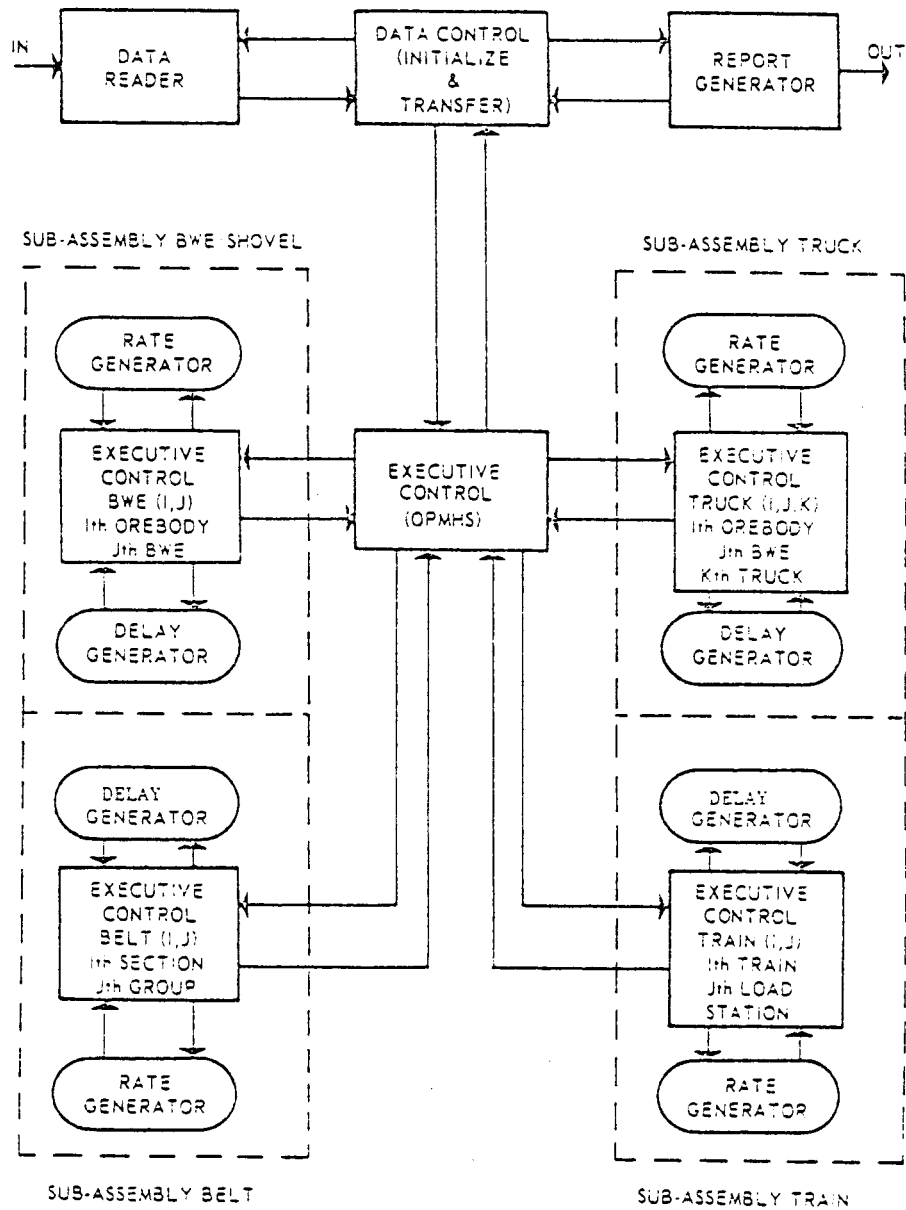 IN
DATA
READER
DATA CONTROL
(INITIALIZE
&
TRANSFER)
REPORT
GENERATOR
OUT
SUB-ASSEMBLY BWE SHOVEL
SUB-ASSEMBLY TRUCK
RATE
GENERATOR
RATE
GENERATOR
EXECUTIVE
CONTROL
BWE (I,J)
Ith OREBODY
Jth BWE
EXECUTIVE
CONTROL
(OPMHS)
EXECUTIVE
CONTROL
TRUCK (I,J,K)
Ith OREBODY
Jth BWE
Kth TRUCK
DELAY
GENERATOR
DELAY
GENERATOR
DELAY
GENERATOR
DELAY
GENERATOR
EXECUTIVE
CONTROL
BELT (I,J)
Ith SECTION
Jth GROUP
EXECUTIVE
CONTROL
TRAIN (I,J)
Ith TRAIN
Jth LOAD
STATION
RATE
GENERATOR
RATE
GENERATOR
SUB-ASSEMBLY BELT
SUB-ASSEMBLY TRAIN